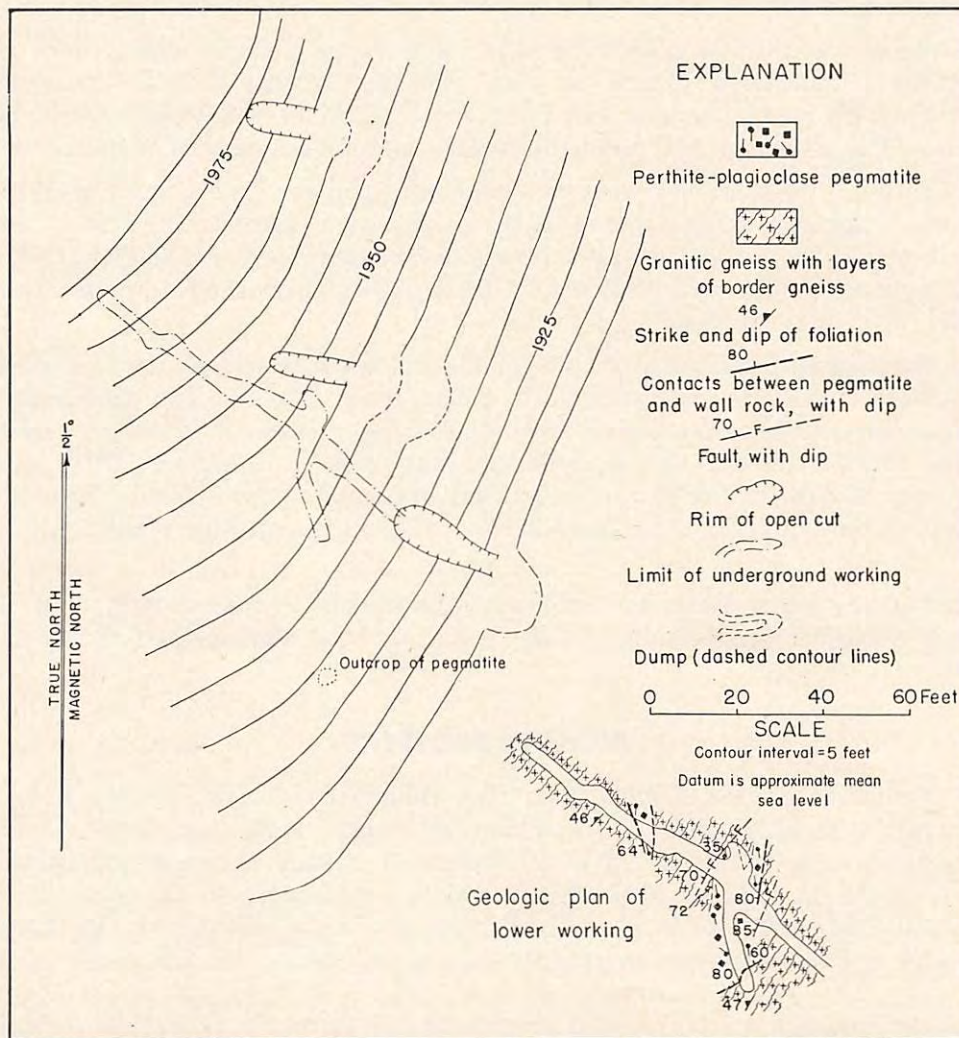 1975
1950
1925
Outcrop of pegmatite
TRUE NORTH
MAGNETIC NORTH
EXPLANATION
Perthite-plagioclase pegmatite
Granitic gneiss with layers
of border gneiss
46
Strike and dip of foliation
80
Contacts between pegmatite
and wall rock, with dip
70 F
Fault, with dip
Rim of open cut
Limit of underground working
Dump (dashed contour lines)
0 20 40 60 Feet
SCALE
Contour interval = 5 feet
Datum is approximate mean
sea level
Geologic plan of
lower working
46
64
35
F
70
F
72
80
85
60
80
47